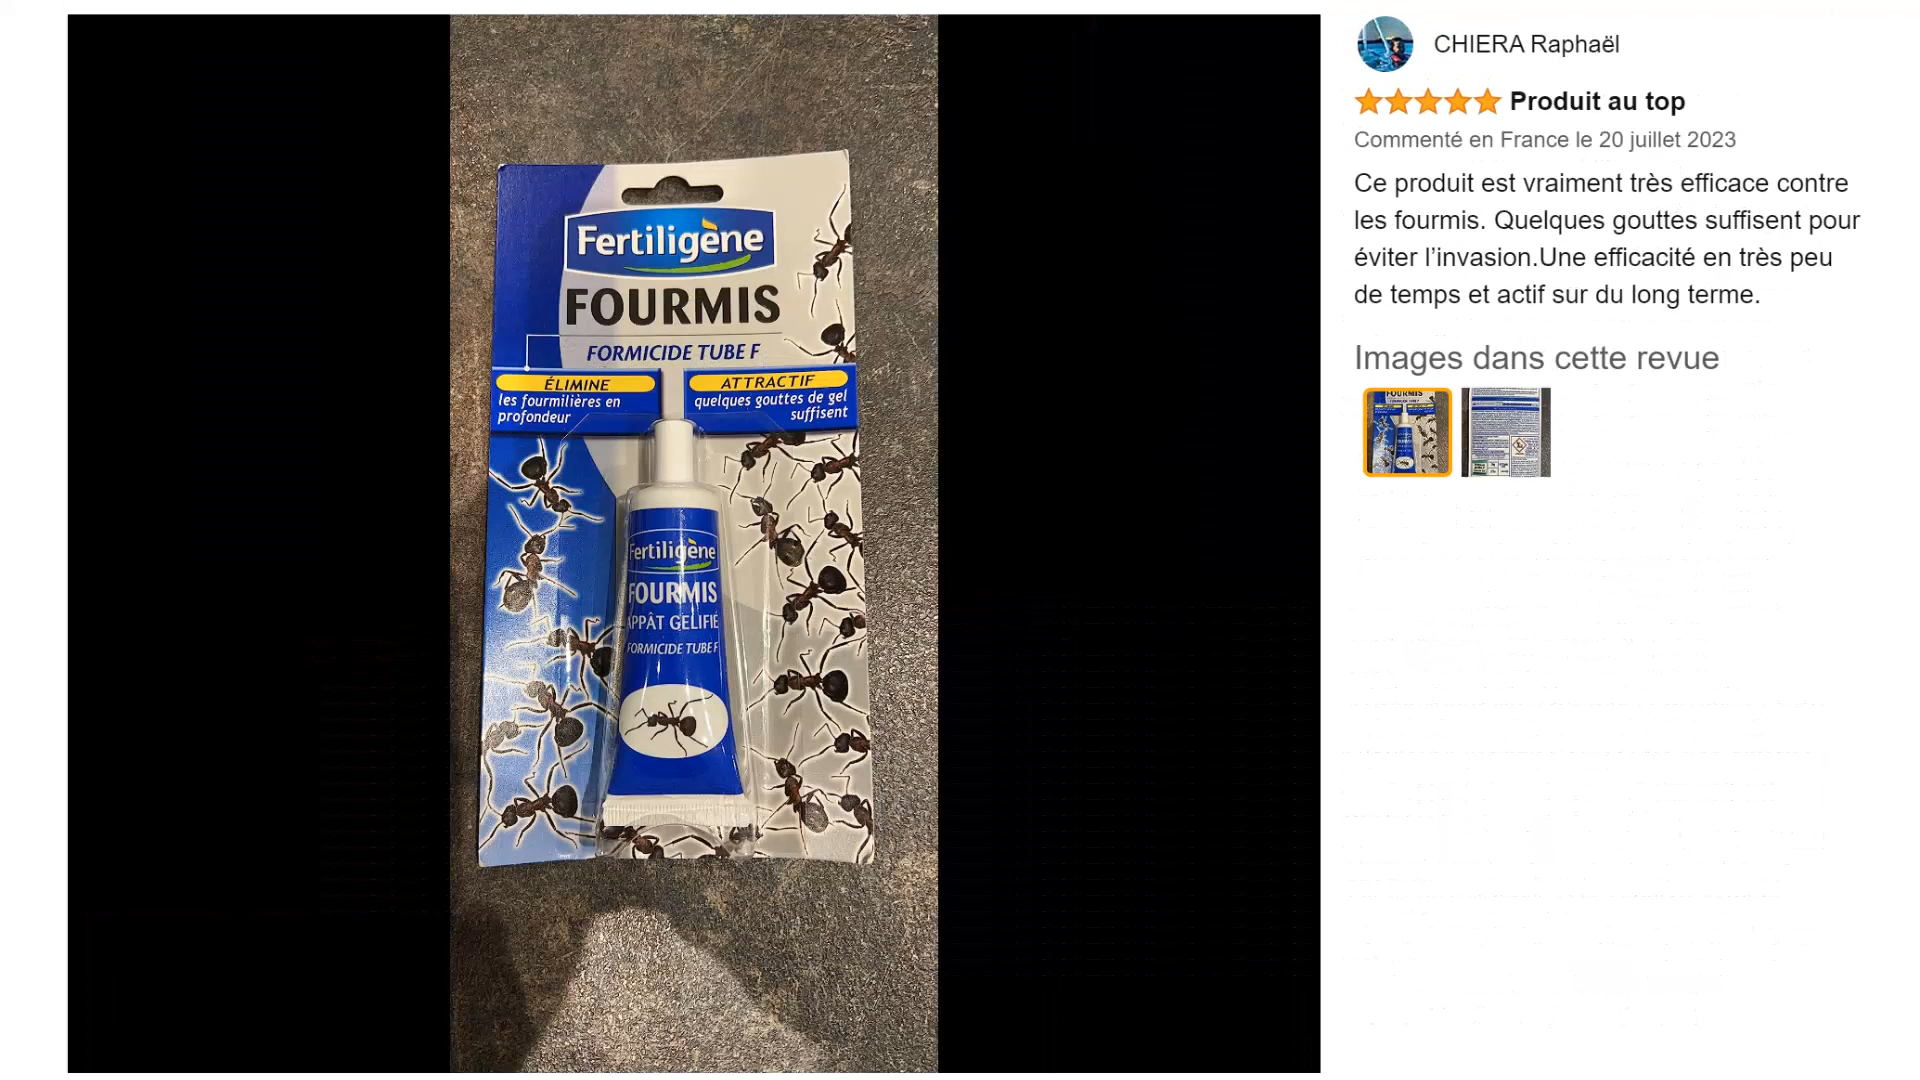 Fertiligène
FOURMIS
FORMICIDE TUBE F
ÉLIMINE
les fourmilières en
profondeur
ATTRACTIF
quelques gouttes de gel
suffisent
Fertiligène
FOURMIS
APPÂT GÉLIFIÉ
FORMICIDE TUBE F
CHIERA Raphaël
Produit au top
Commenté en France le 20 juillet 2023
Ce produit est vraiment très efficace contre
les fourmis. Quelques gouttes suffisent pour
éviter l’invasion.Une efficacité en très peu
de temps et actif sur du long terme.
Images dans cette revue
FOURMIS